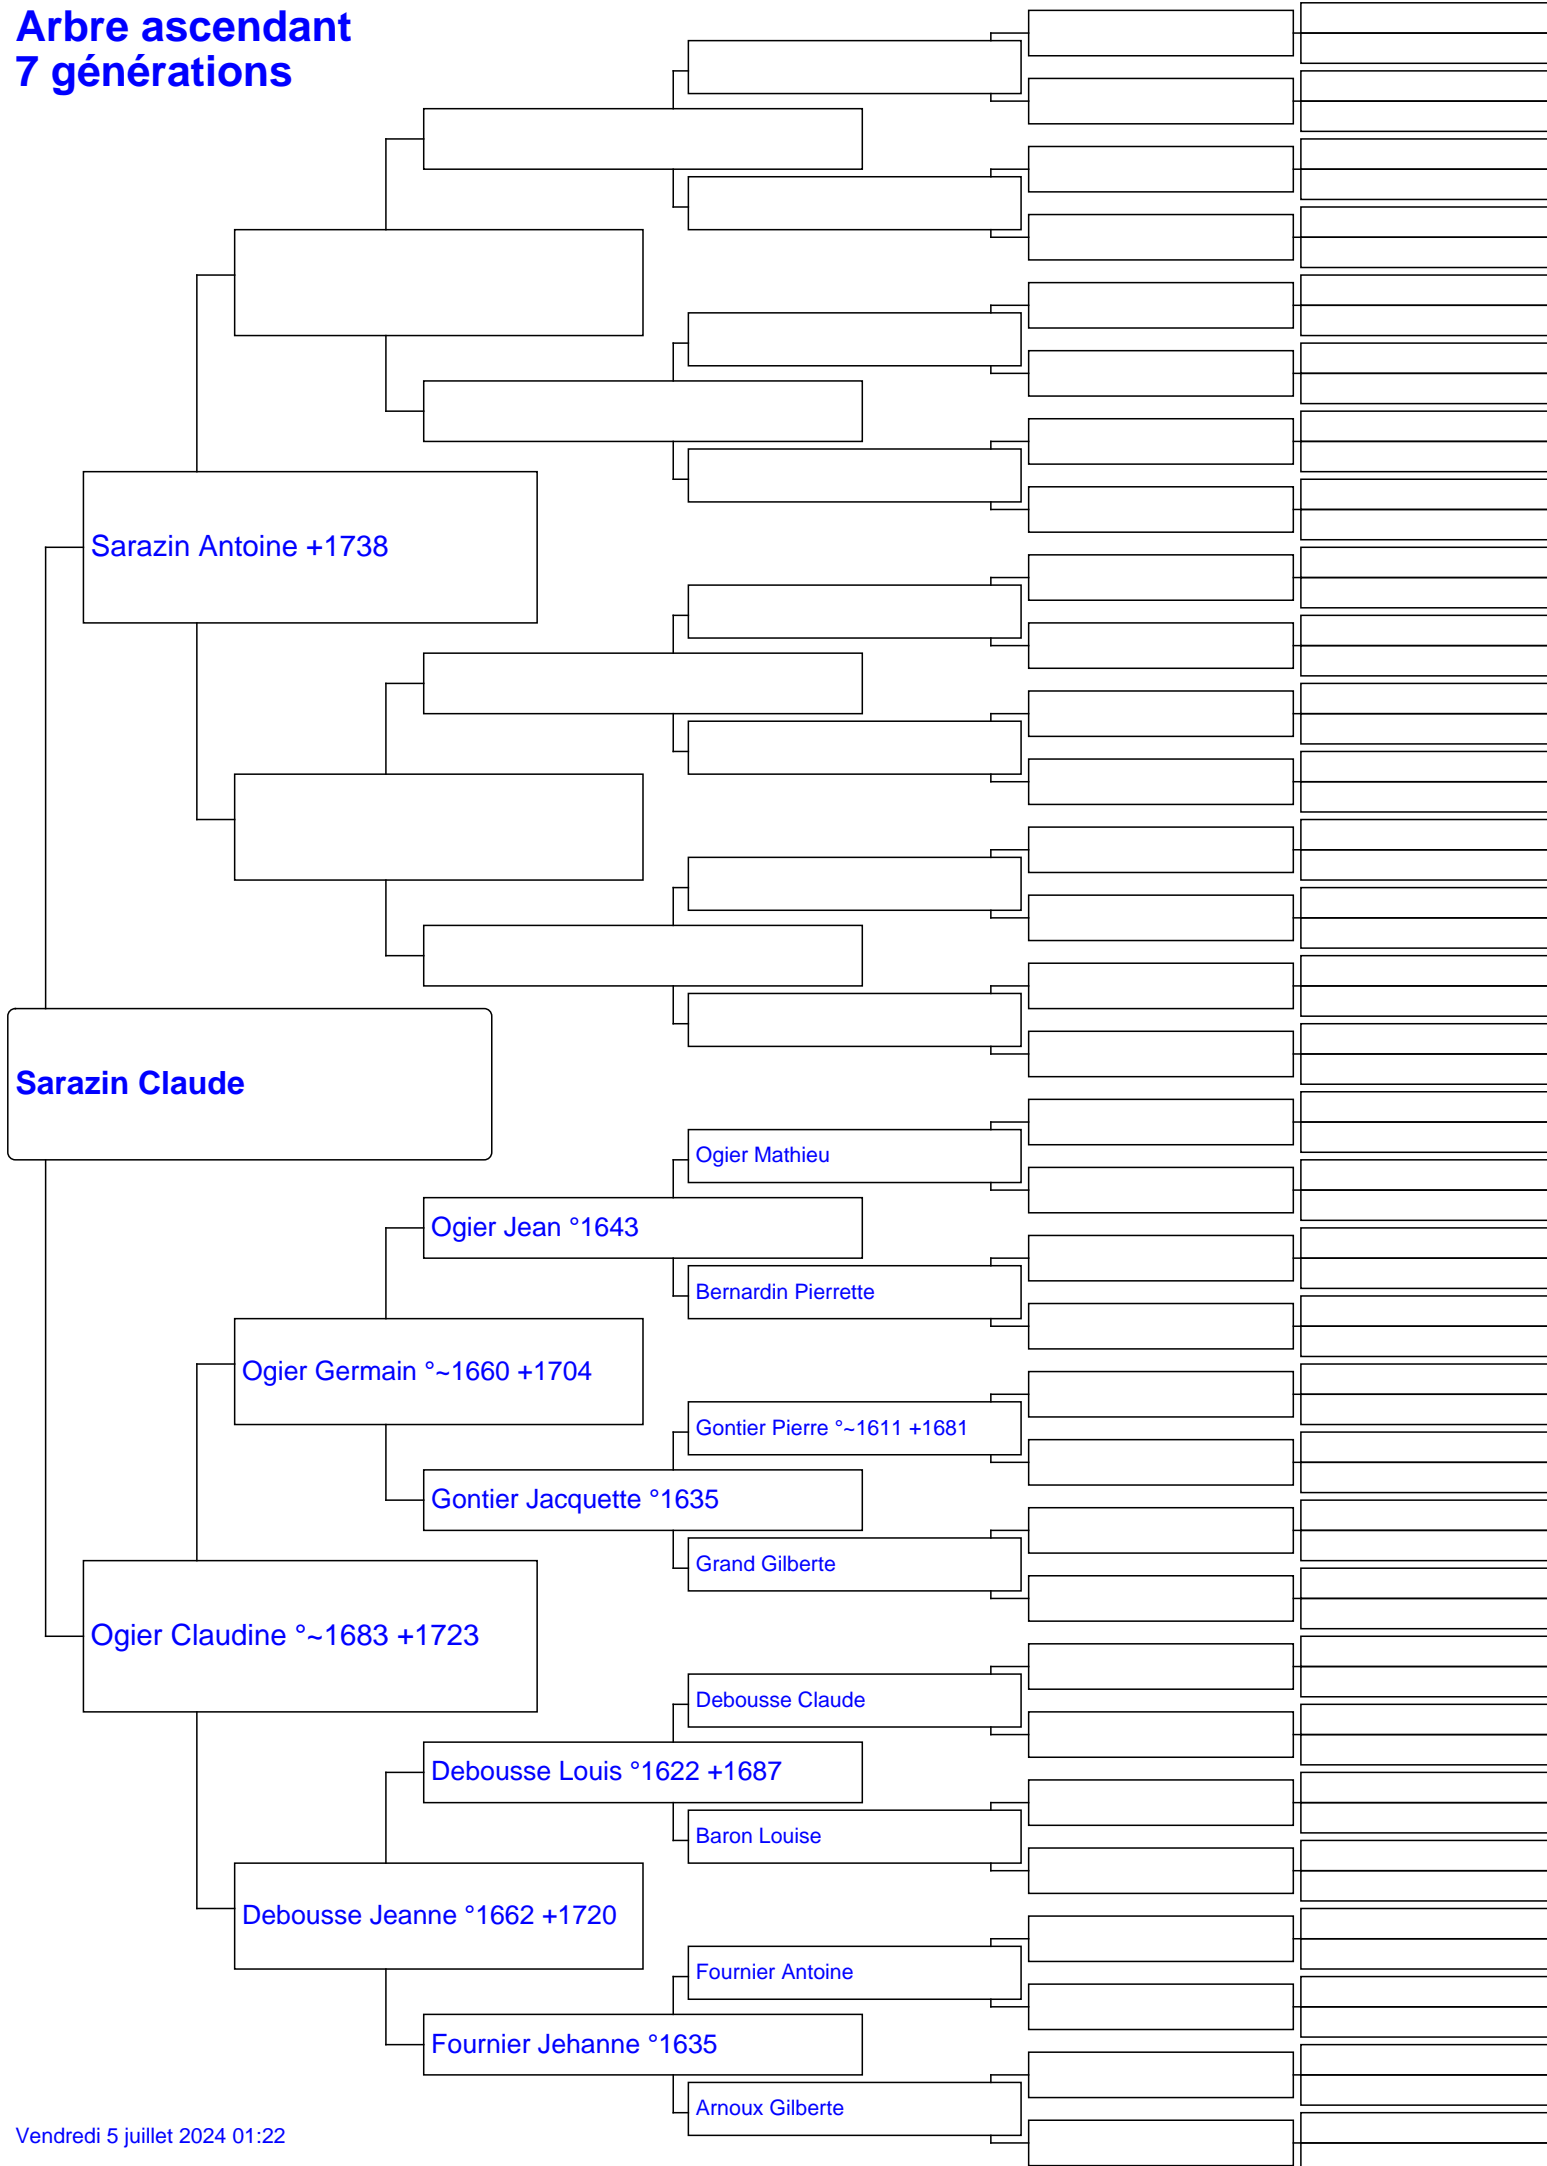 Arbre ascendant
7 générations
Sarazin Antoine +1738
Sarazin Claude
Ogier Mathieu
Ogier Jean °1643
Bernardin Pierrette
Ogier Germain °~1660 +1704
Gontier Pierre °~1611 +1681
Gontier Jacquette °1635
Grand Gilberte
Ogier Claudine °~1683 +1723
Debousse Claude
Debousse Louis °1622 +1687
Baron Louise
Debousse Jeanne °1662 +1720
Fournier Antoine
Fournier Jehanne °1635
Arnoux Gilberte
Vendredi 5 juillet 2024 01:22